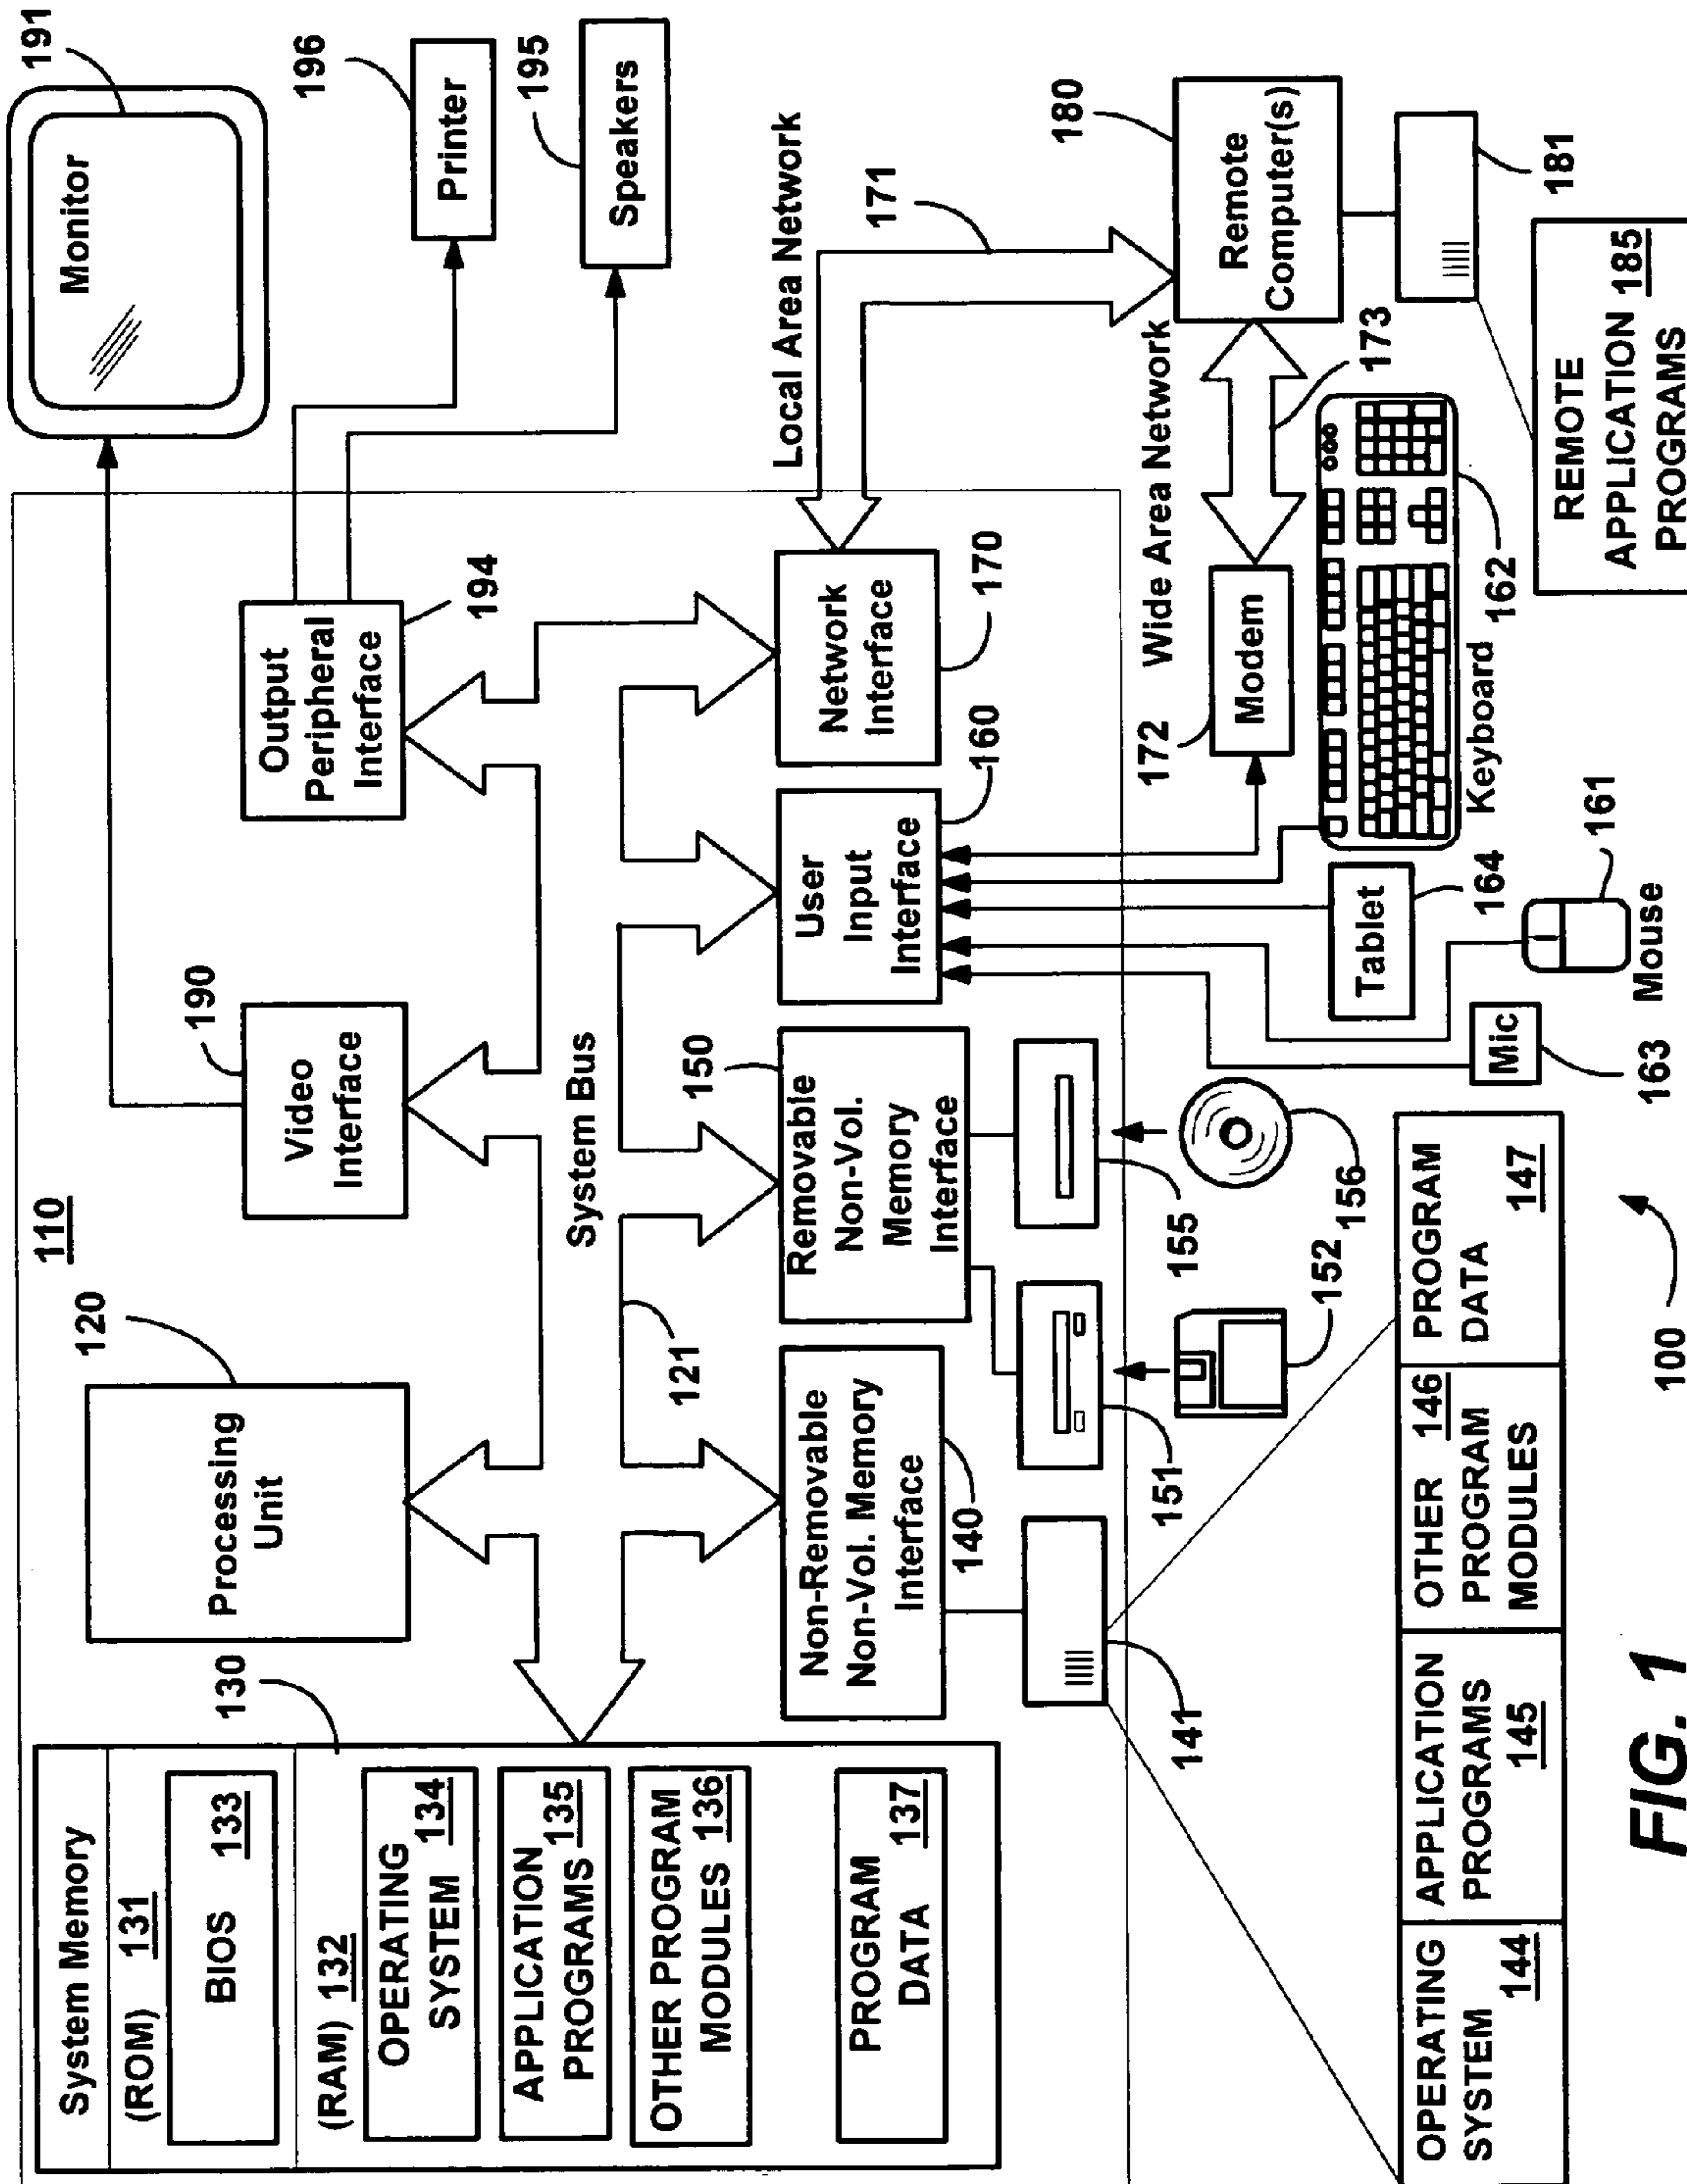 System Memory
(ROM) 131
BIOS 133
(RAM) 132
OPERATING
SYSTEM 134
APPLICATION
PROGRAMS 135
OTHER PROGRAM
MODULES 136
PROGRAM
DATA 137
130
110
120
Processing
Unit
190
Video
Interface
Output
Peripheral
Interface
194
Monitor
191
196
Printer
195
Speakers
System Bus
121
Non-Removable
Non-Vol. Memory
Interface
140
150
Removable
Non-Vol.
Memory
Interface
User
Input
Interface
160
Network
Interface
170
Local Area Network
171
141
151
152
155
156
172
Modem
Wide Area Network
173
180
Remote
Computer(s)
181
Keyboard
162
Tablet
164
161
Mouse
Mic
163
REMOTE
APPLICATION 185
PROGRAMS
OPERATING
SYSTEM 144
APPLICATION
PROGRAMS
145
OTHER 146
PROGRAM
MODULES
PROGRAM
DATA 147
100
FIG. 1